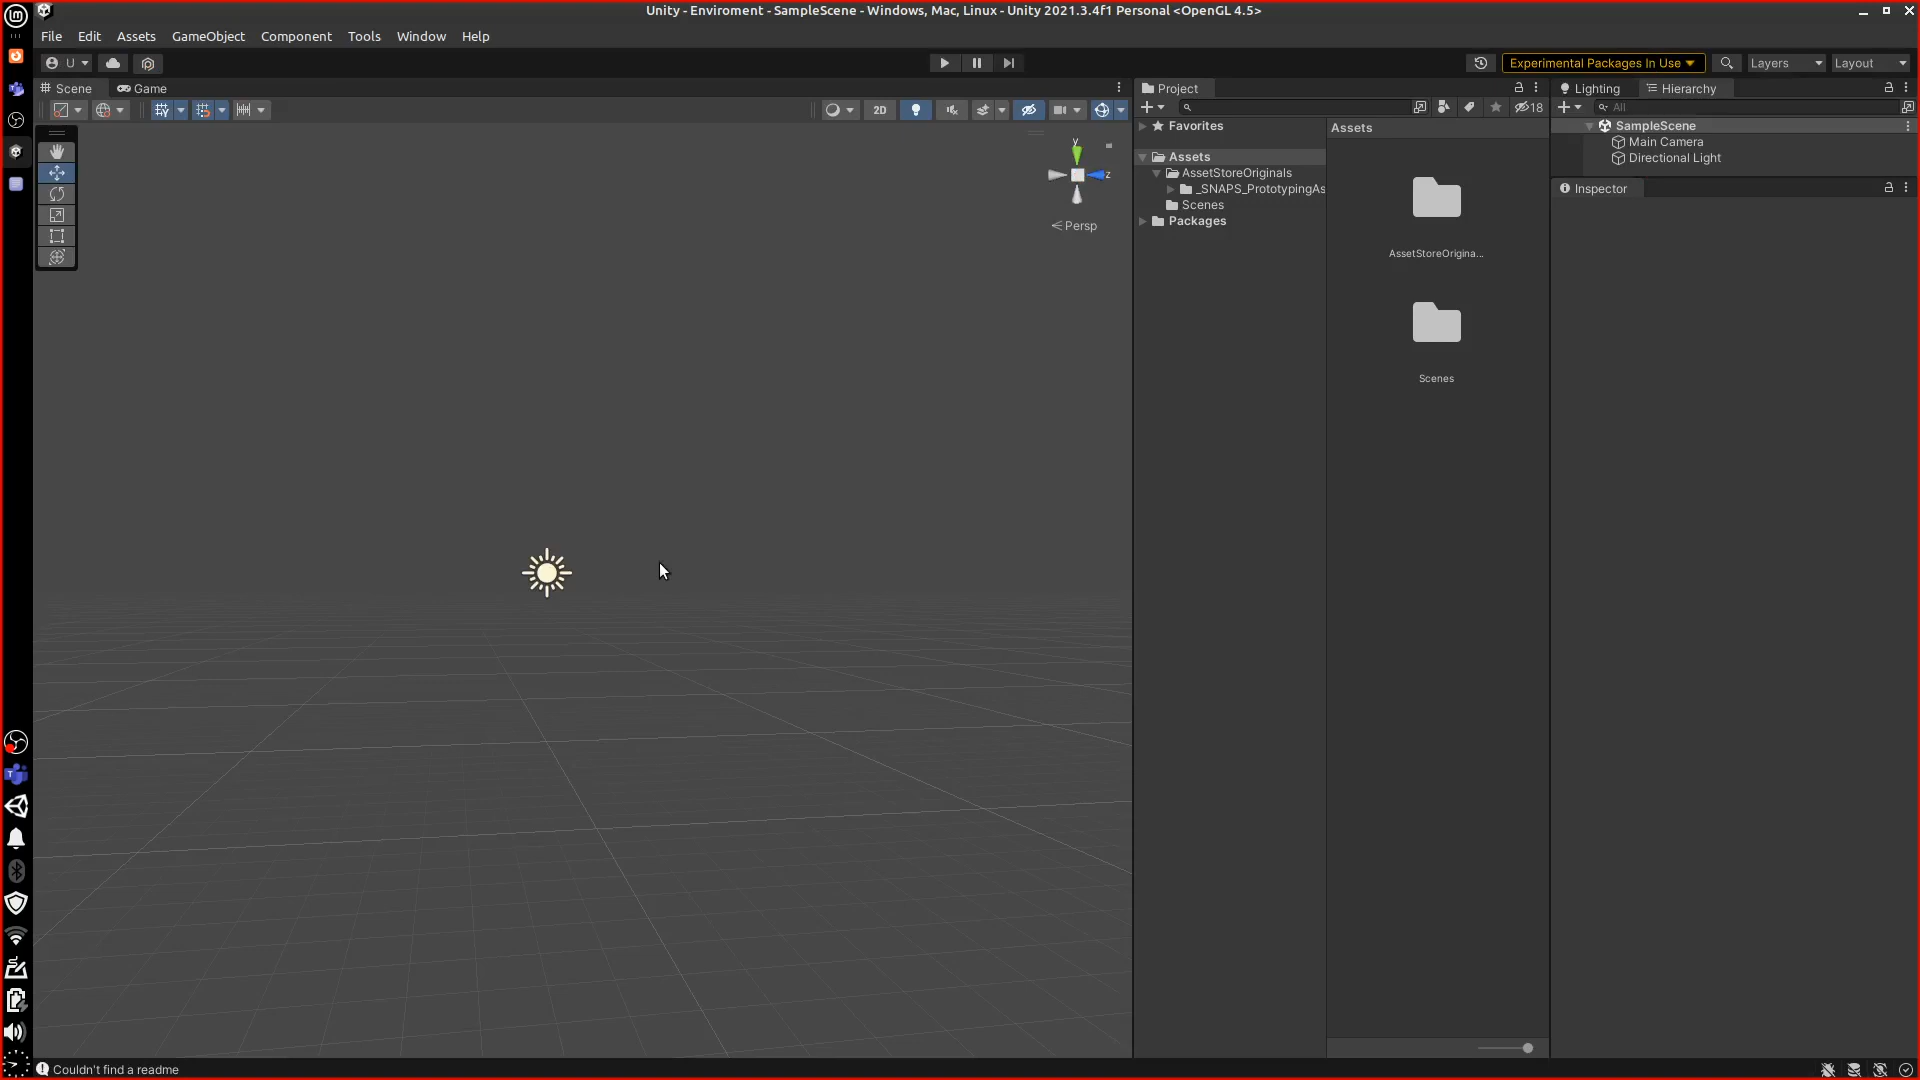 Unity - Enviroment - SampleScene - Windows, Mac, Linux - Unity 2021.3.4f1 Personal <OpenGL 4.5>
File Edit Assets GameObject Component Tools Window Help
U
Experimental Packages In Use
Layers
Layout
Scene
Game
2D
y
z
Persp
Project
18
Favorites
Assets
AssetStoreOriginals
_SNAPS_PrototypingAs
Scenes
Packages
Assets
AssetStoreOrigina...
Scenes
Lighting
Hierarchy
All
SampleScene
Main Camera
Directional Light
Inspector
Couldn't find a readme